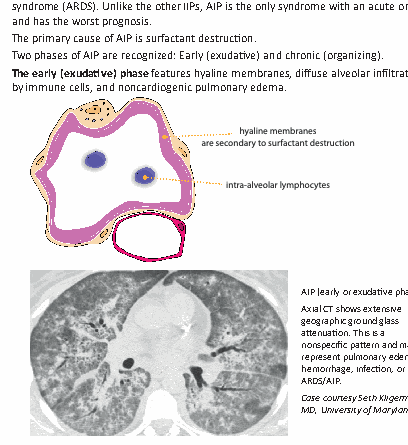 syndrome (ARDS). Unlike the other IIPs, AIP is the only syndrome with an acute or
and has the worst prognosis.
The primary cause of AIP is surfactant destruction.
Two phases of AIP are recognized: Early (exudative) and chronic (organizing).
The early (exudative) phase features hyaline membranes, diffuse alveolar infiltrat
by immune cells, and noncardiogenic pulmonary edema.
hyaline membranes
are secondary to surfactant destruction
intra-alveolar lymphocytes
AIP (early or exudative pha
Axial CT shows extensive
geographic ground glass
attenuation. This is a
nonspecific pattern and m
represent pulmonary eder
hemorrhage, infection, or
ARDS/AIP.
Case courtesy Seth Kligerm
MD, University of Marylan